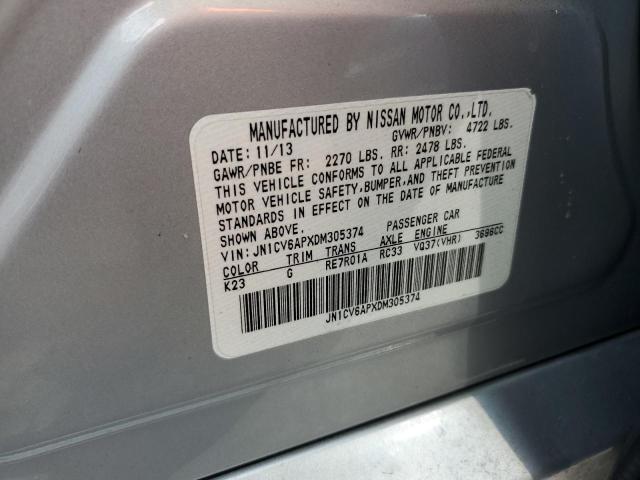 MANUFACTURED BY NISSAN MOTOR CO.,LTD.
DATE: 11/13 GVWR/PNBV: 4722 LBS.
GAWR/PNBE FR: 2270 LBS. RR: 2478 LBS.
THIS VEHICLE CONFORMS TO ALL APPLICABLE FEDERAL
MOTOR VEHICLE SAFETY,BUMPER,AND THEFT PREVENTION
STANDARDS IN EFFECT ON THE DATE OF MANUFACTURE
SHOWN ABOVE.
VIN: JN1CV6APXDM305374 PASSENGER CAR
COLOR TRIM TRANS AXLE ENGINE
K23 G RE7R01A RC33 VQ37(VHR) 3696CC
JN1CV6APXDM305374